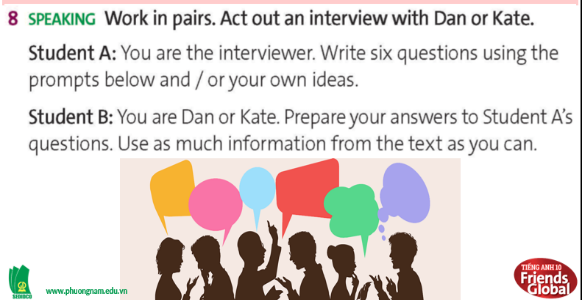 8 SPEAKING Work in pairs. Act out an interview with Dan or Kate.
Student A: You are the interviewer. Write six questions using the
prompts below and / or your own ideas.
Student B: You are Dan or Kate. Prepare your answers to Student A's
questions. Use as much information from the text as you can.
SEBDCO
www.phuongnam.edu.vn
TIẾNG ANH 10
Friends
Global